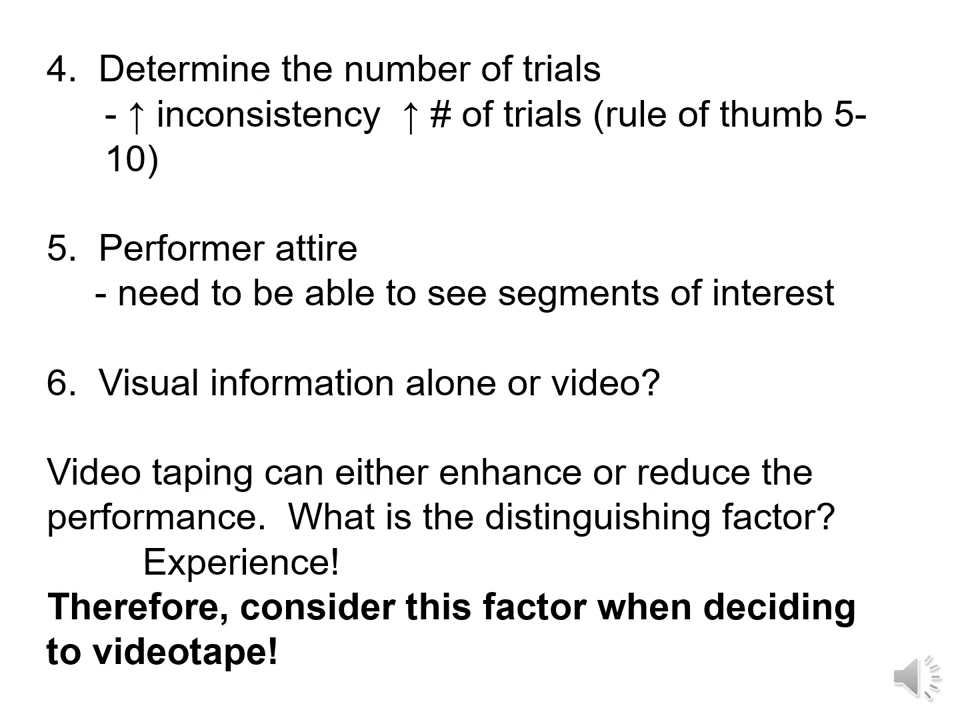 4. Determine the number of trials
- ↑ inconsistency ↑ # of trials (rule of thumb 5-
10)
5. Performer attire
- need to be able to see segments of interest
6. Visual information alone or video?
Video taping can either enhance or reduce the
performance. What is the distinguishing factor?
Experience!
Therefore, consider this factor when deciding
to videotape!